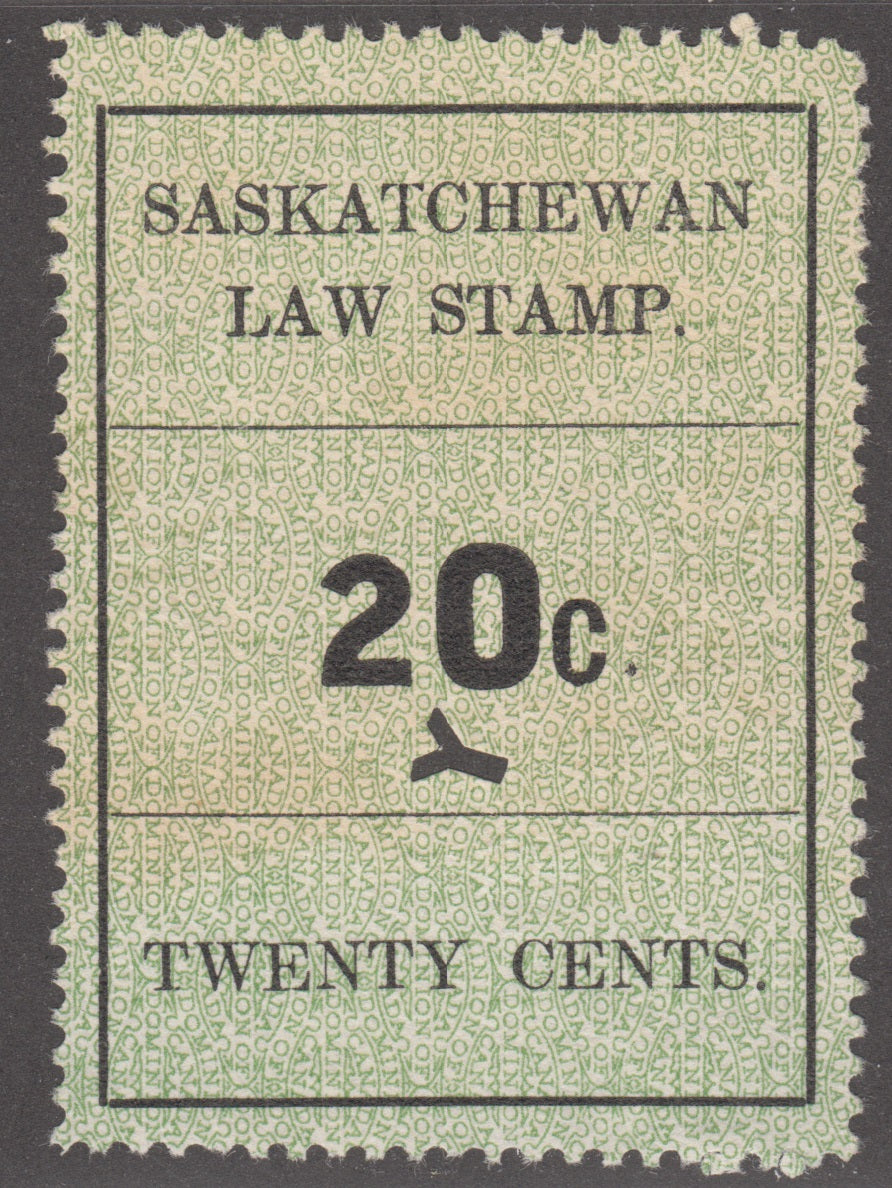 SASKATCHEWAN
LAW STAMP.
20c.
TWENTY CENTS.